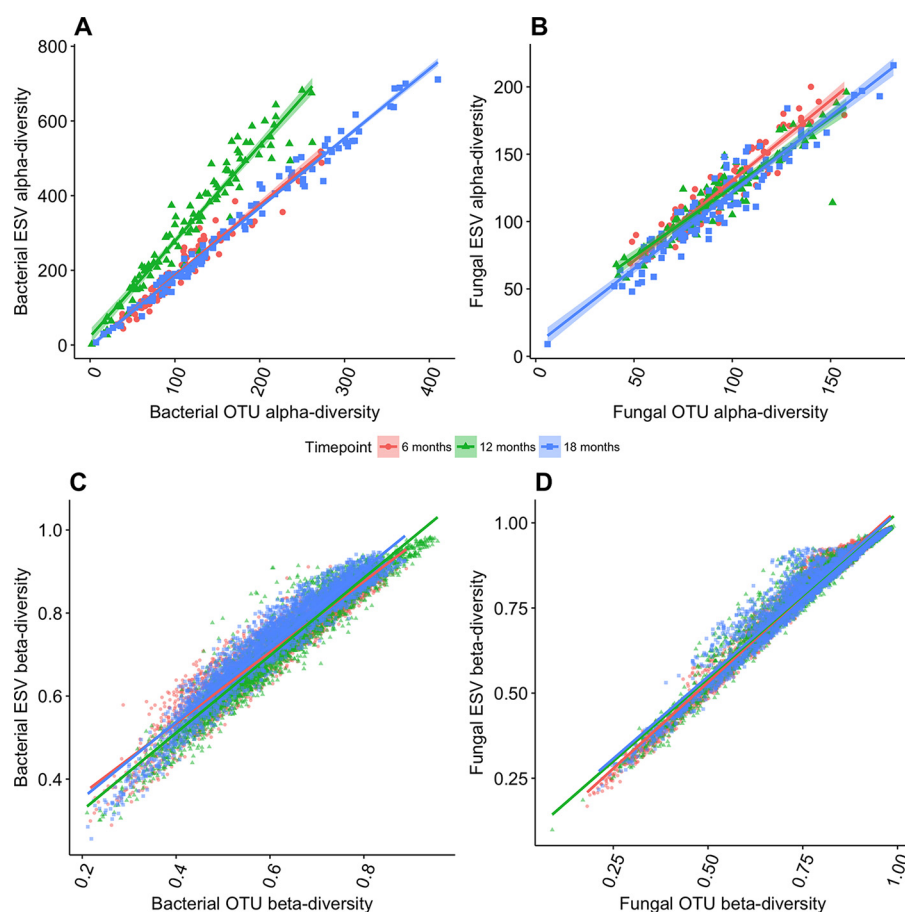 A
B
800
600
400
200
0
Bacterial ESV alpha-diversity
0
100
200
300
400
Bacterial OTU alpha-diversity
200
150
100
50
0
Fungal ESV alpha-diversity
0
50
100
150
Fungal OTU alpha-diversity
Timepoint 6 months 12 months 18 months
C
D
1.0
0.8
0.6
0.4
Bacterial ESV beta-diversity
0.2
0.4
0.6
0.8
Bacterial OTU beta-diversity
1.00
0.75
0.50
0.25
Fungal ESV beta-diversity
0.25
0.50
0.75
1.00
Fungal OTU beta-diversity